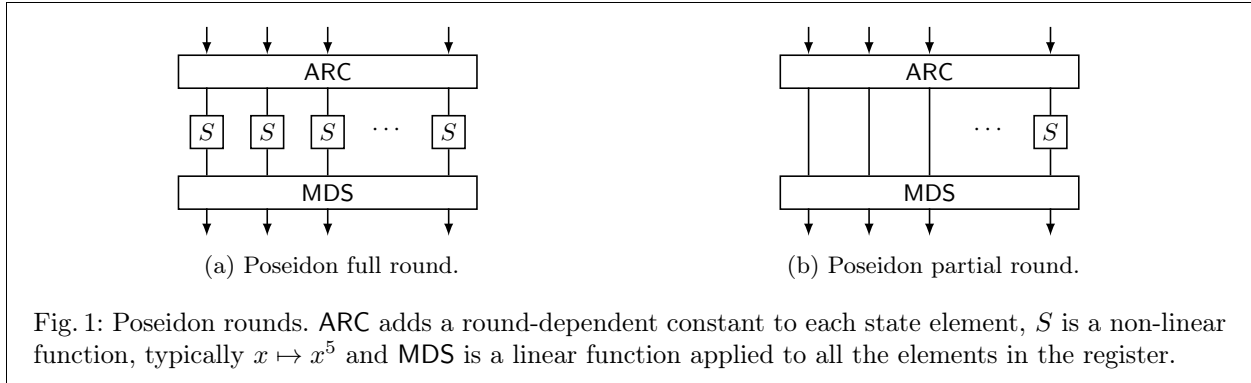 ARC
ARC
S S S ··· S
··· S
MDS
MDS
(a) Poseidon full round.
(b) Poseidon partial round.
Fig. 1: Poseidon rounds. ARC adds a round-dependent constant to each state element, S is a non-linear
function, typically x ↦ x⁵ and MDS is a linear function applied to all the elements in the register.